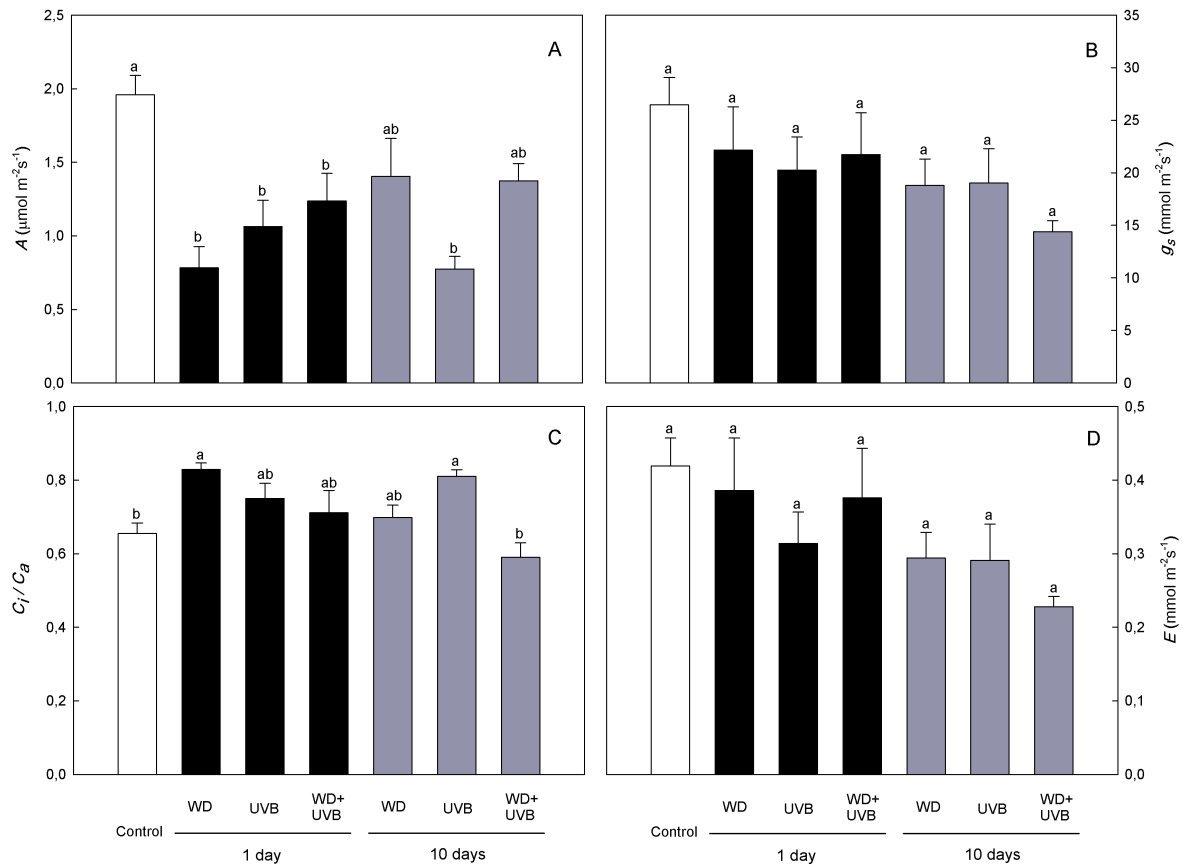 2,5
2,0
1,5
1,0
0,5
0,0
A (μmol m-2s-1)
A
a
b
b
b
ab
b
ab
35
30
25
20
15
10
5
0
gs (mmol m-2s-1)
B
a
a
a
a
a
a
a
1,0
0,8
0,6
0,4
0,2
0,0
Ci / Ca
C
b
a
ab
ab
ab
a
b
0,5
0,4
0,3
0,2
0,1
0,0
E (mmol m-2s-1)
D
a
a
a
a
a
a
a
Control
WD
UVB
WD+
UVB
WD
UVB
WD+
UVB
1 day
10 days
Control
WD
UVB
WD+
UVB
WD
UVB
WD+
UVB
1 day
10 days